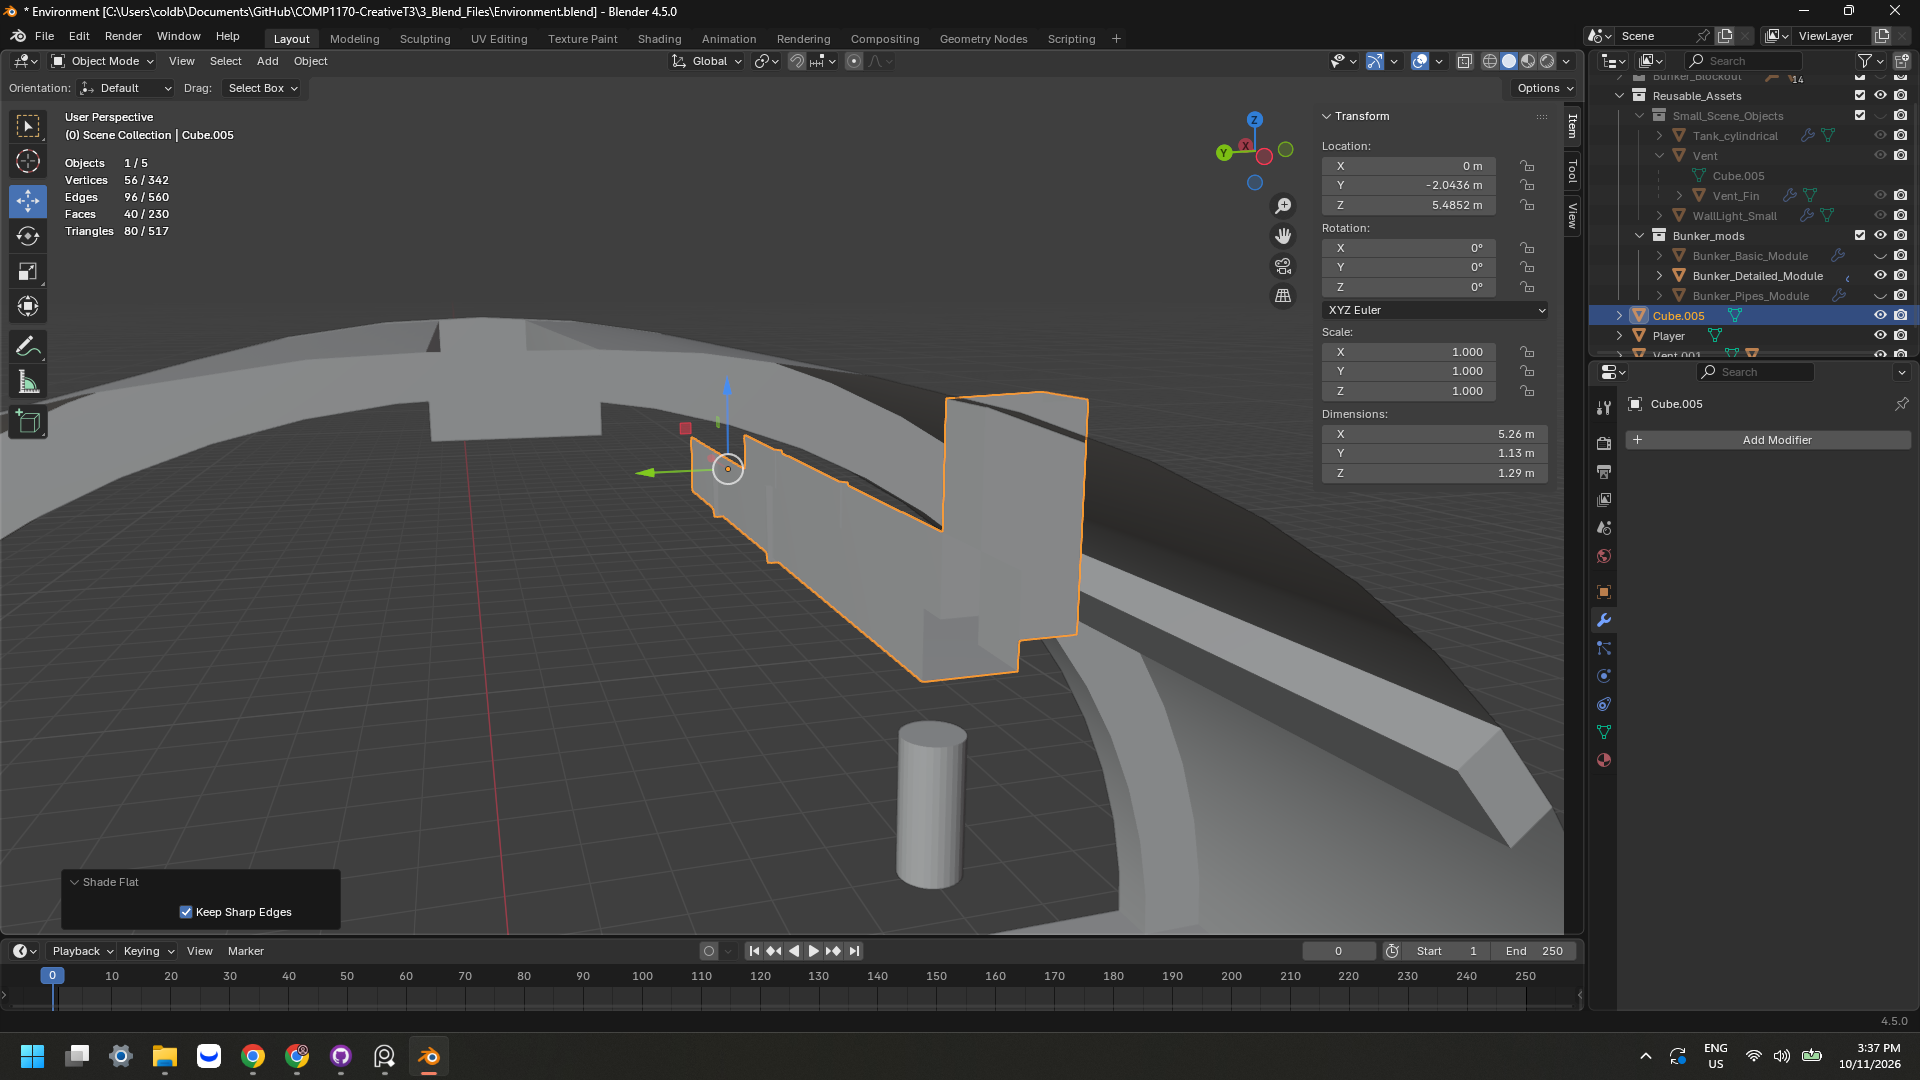 * Environment [C:\Users\coldb\Documents\GitHub\COMP1170-CreativeT3\3_Blend_Files\Environment.blend] - Blender 4.5.0
File Edit Render Window Help Layout Modeling Sculpting UV Editing Texture Paint Shading Animation Rendering Compositing Geometry Nodes Scripting + Scene ViewLayer
Object Mode View Select Add Object Global Search
Orientation: Default Drag: Select Box Options
User Perspective
(0) Scene Collection | Cube.005
Objects 1 / 5
Vertices 56 / 342
Edges 96 / 560
Faces 40 / 230
Triangles 80 / 517
Z
Y
X
Transform
Location:
X 0 m
Y -2.0436 m
Z 5.4852 m
Rotation:
X 0°
Y 0°
Z 0°
XYZ Euler
Scale:
X 1.000
Y 1.000
Z 1.000
Dimensions:
X 5.26 m
Y 1.13 m
Z 1.29 m
Item
Tool
View
Bunker_Blockout 14
Reusable_Assets
Small_Scene_Objects
Tank_cylindrical
Vent
Cube.005
Vent_Fin
WallLight_Small
Bunker_mods
Bunker_Basic_Module
Bunker_Detailed_Module
Bunker_Pipes_Module
Cube.005
Player
Vent.001
Search
Cube.005
+ Add Modifier
Shade Flat
Keep Sharp Edges
Playback Keying View Marker 0 Start 1 End 250
0 10 20 30 40 50 60 70 80 90 100 110 120 130 140 150 160 170 180 190 200 210 220 230 240 250
4.5.0
ENG
US
3:37 PM
10/11/2026